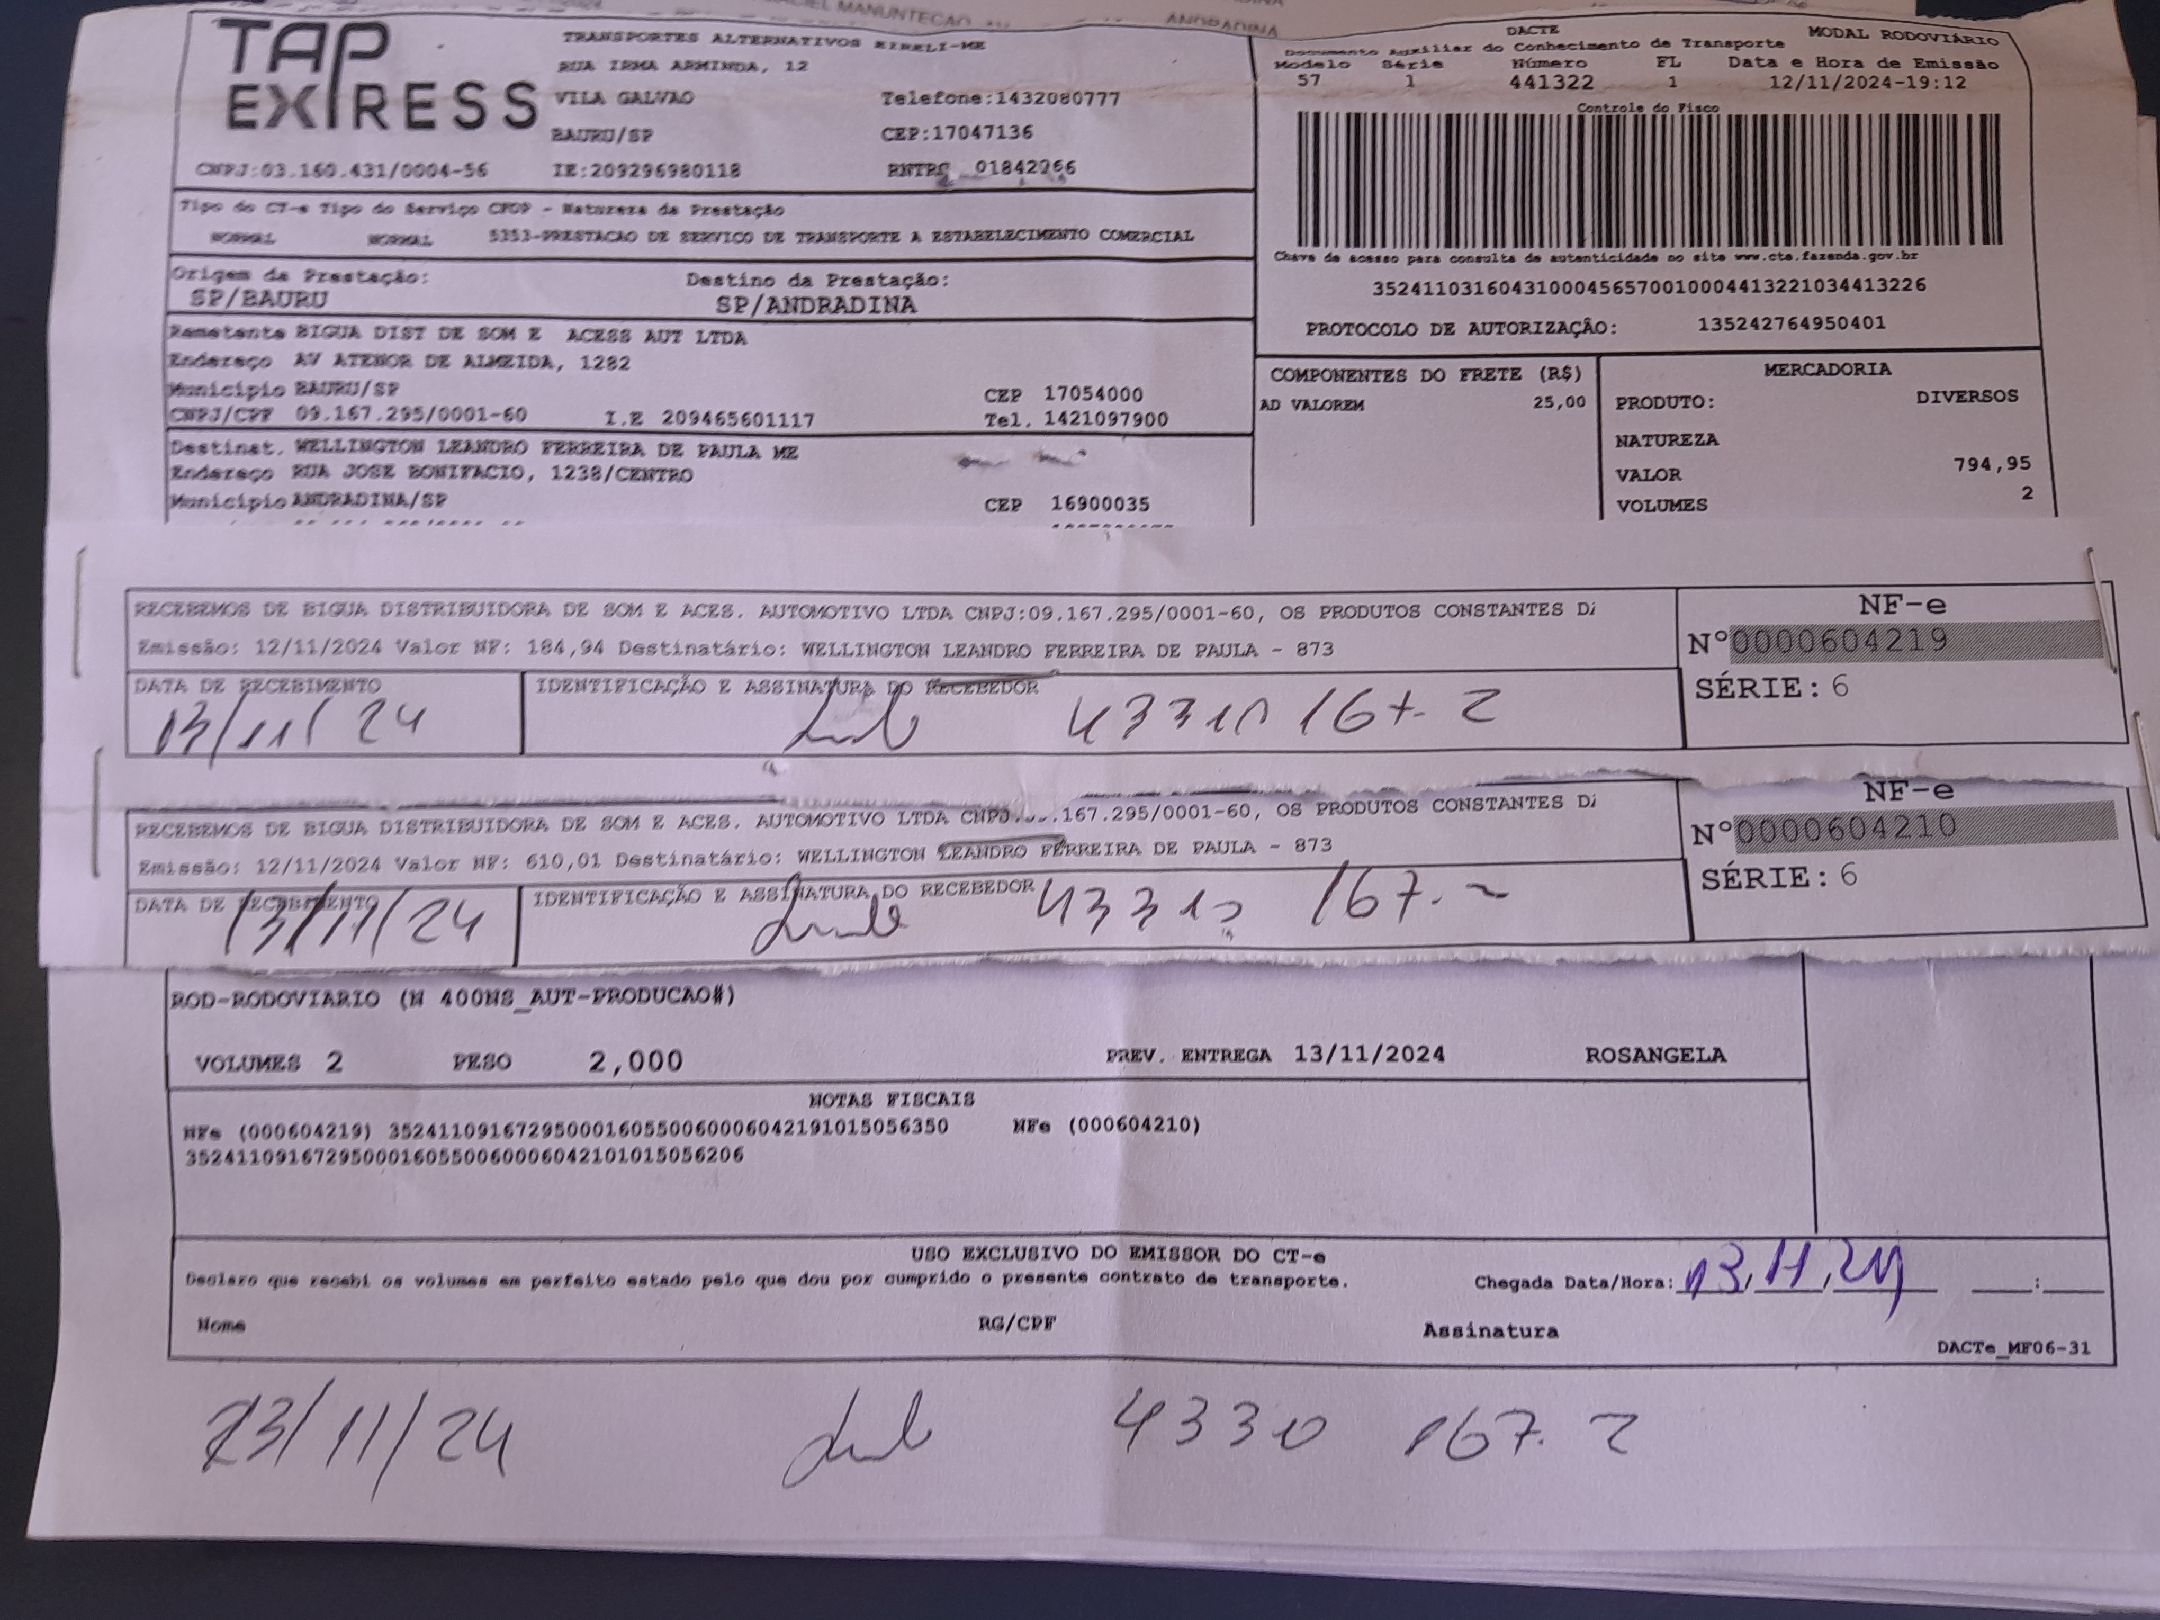 ANDRADINA
TAP EXPRESS
TRANSPORTES ALTERNATIVOS EIRELI-ME
RUA IRMA ARMINDA, 12
VILA GALVAO Telefone:1432080777
BAURU/SP CEP:17047136
CNPJ:03.160.431/0004-56 IE:209296980118 RNTRC 01842966
DACTE MODAL RODOVIÁRIO
Documento Auxiliar do Conhecimento de Transporte
Modelo Série Número FL Data e Hora de Emissão
57 1 441322 1 12/11/2024-19:12
Controle do Fisco
Chave de acesso para consulta de autenticidade no site www.cte.fazenda.gov.br
35241103160431000456570010004413221034413226
PROTOCOLO DE AUTORIZAÇÃO: 135242764950401
Tipo do CT-e Tipo do Serviço CFOP - Natureza da Prestação
NORMAL NORMAL 5353-PRESTACAO DE SERVICO DE TRANSPORTE A ESTABELECIMENTO COMERCIAL
Origem da Prestação: Destino da Prestação:
SP/BAURU SP/ANDRADINA
Remetente BIGUA DIST DE SOM E ACESS AUT LTDA
Endereço AV ATENOR DE ALMEIDA, 1282
Município BAURU/SP CEP 17054000
CNPJ/CPF 09.167.295/0001-60 I.E 209465601117 Tel. 1421097900
Destinat. WELLINGTON LEANDRO FERREIRA DE PAULA ME
Endereço RUA JOSE BONIFACIO, 1238/CENTRO
Município ANDRADINA/SP CEP 16900035
COMPONENTES DO FRETE (R$)
AD VALOREM 25,00
MERCADORIA
PRODUTO: DIVERSOS
NATUREZA
VALOR 794,95
VOLUMES 2
RECEBEMOS DE BIGUA DISTRIBUIDORA DE SOM E ACES. AUTOMOTIVO LTDA CNPJ:09.167.295/0001-60, OS PRODUTOS CONSTANTES DA
Emissão: 12/11/2024 Valor NF: 184,94 Destinatário: WELLINGTON LEANDRO FERREIRA DE PAULA - 873
DATA DE RECEBIMENTO IDENTIFICAÇÃO E ASSINATURA DO RECEBEDOR
13/11/24 43310 167. 2
NF-e
N°0000604219
SÉRIE: 6
RECEBEMOS DE BIGUA DISTRIBUIDORA DE SOM E ACES. AUTOMOTIVO LTDA CNPJ:09.167.295/0001-60, OS PRODUTOS CONSTANTES DA
Emissão: 12/11/2024 Valor NF: 610,01 Destinatário: WELLINGTON LEANDRO FERREIRA DE PAULA - 873
DATA DE RECEBIMENTO IDENTIFICAÇÃO E ASSINATURA DO RECEBEDOR
13/11/24 167.
NF-e
N°0000604210
SÉRIE: 6
ROD-RODOVIARIO (N 400NS_AUT-PRODUCAO#)
VOLUMES 2 PESO 2,000 PREV. ENTREGA 13/11/2024 ROSANGELA
NOTAS FISCAIS
NFe (000604219) 35241109167295000160550060006042191015056350 NFe (000604210)
35241109167295000160550060006042101015056206
USO EXCLUSIVO DO EMISSOR DO CT-e
Declaro que recebi os volumes em perfeito estado pelo que dou por cumprido o presente contrato de transporte.
Chegada Data/Hora: 13,11,24 :
Nome RG/CPF Assinatura
DACTe_MF06-31
13/11/24 4330 167. 2